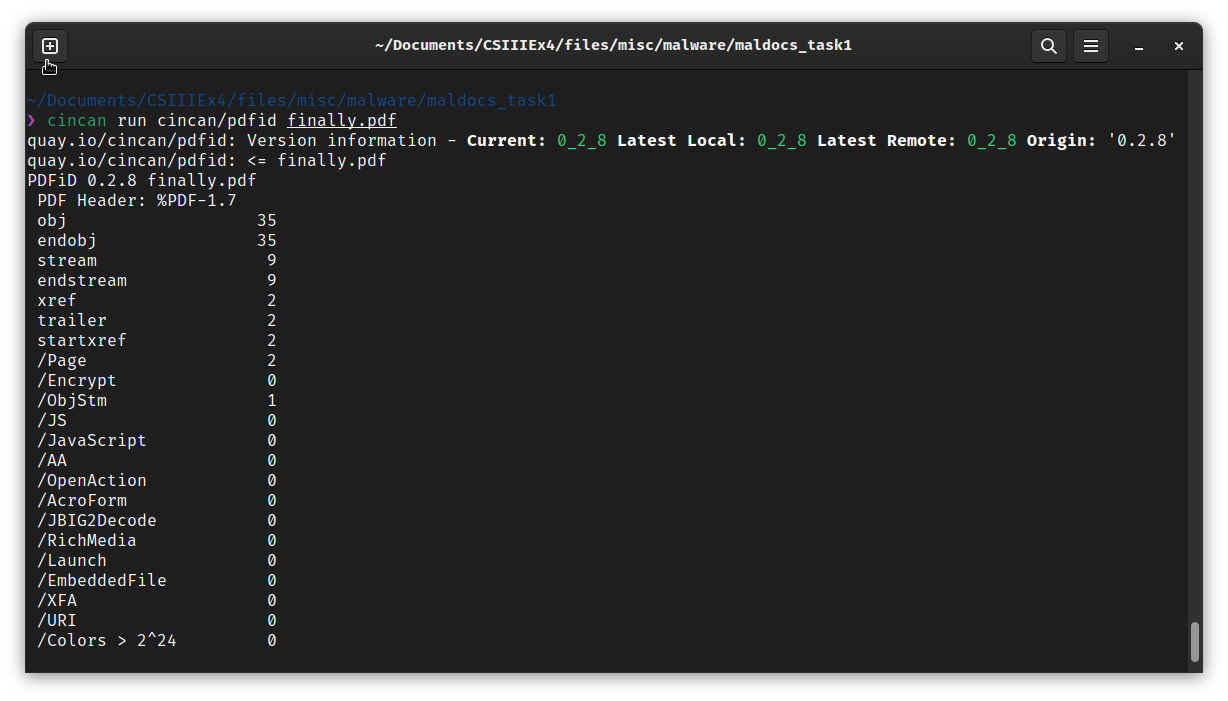 ~/Documents/CSIIIEx4/files/misc/malware/maldocs_task1
~/Documents/CSIIIEx4/files/misc/malware/maldocs_task1
❯ cincan run cincan/pdfid finally.pdf
quay.io/cincan/pdfid: Version information - Current: 0_2_8 Latest Local: 0_2_8 Latest Remote: 0_2_8 Origin: '0.2.8'
quay.io/cincan/pdfid: <= finally.pdf
PDFiD 0.2.8 finally.pdf
PDF Header: %PDF-1.7
obj 35
endobj 35
stream 9
endstream 9
xref 2
trailer 2
startxref 2
/Page 2
/Encrypt 0
/ObjStm 1
/JS 0
/JavaScript 0
/AA 0
/OpenAction 0
/AcroForm 0
/JBIG2Decode 0
/RichMedia 0
/Launch 0
/EmbeddedFile 0
/XFA 0
/URI 0
/Colors > 2^24 0